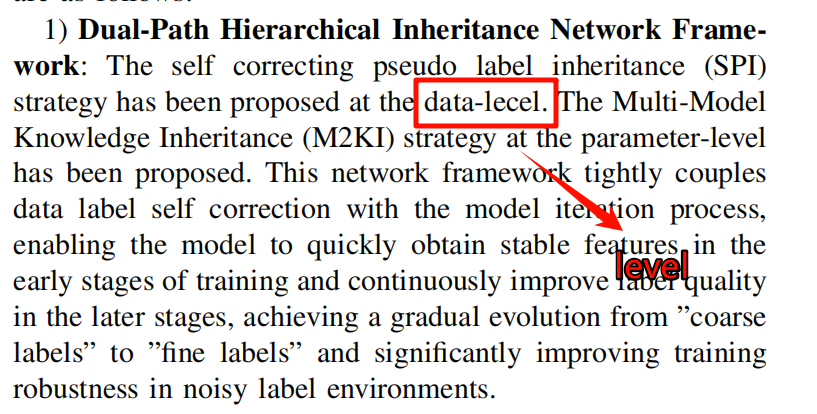 are as follows.
1) Dual-Path Hierarchical Inheritance Network Frame-
work: The self correcting pseudo label inheritance (SPI)
strategy has been proposed at the data-lecel. The Multi-Model
Knowledge Inheritance (M2KI) strategy at the parameter-level
has been proposed. This network framework tightly couples
data label self correction with the model iteration process,
enabling the model to quickly obtain stable features in the
level
early stages of training and continuously improve label quality
in the later stages, achieving a gradual evolution from ”coarse
labels” to ”fine labels” and significantly improving training
robustness in noisy label environments.